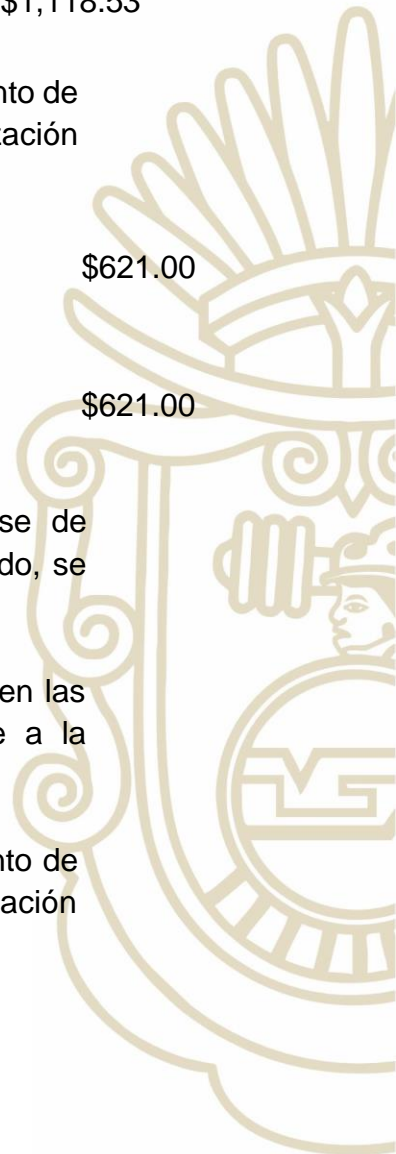 $1,118.53
nto de
tación
$621.00
$621.00
se de
do, se
en las
e a la
nto de
ación